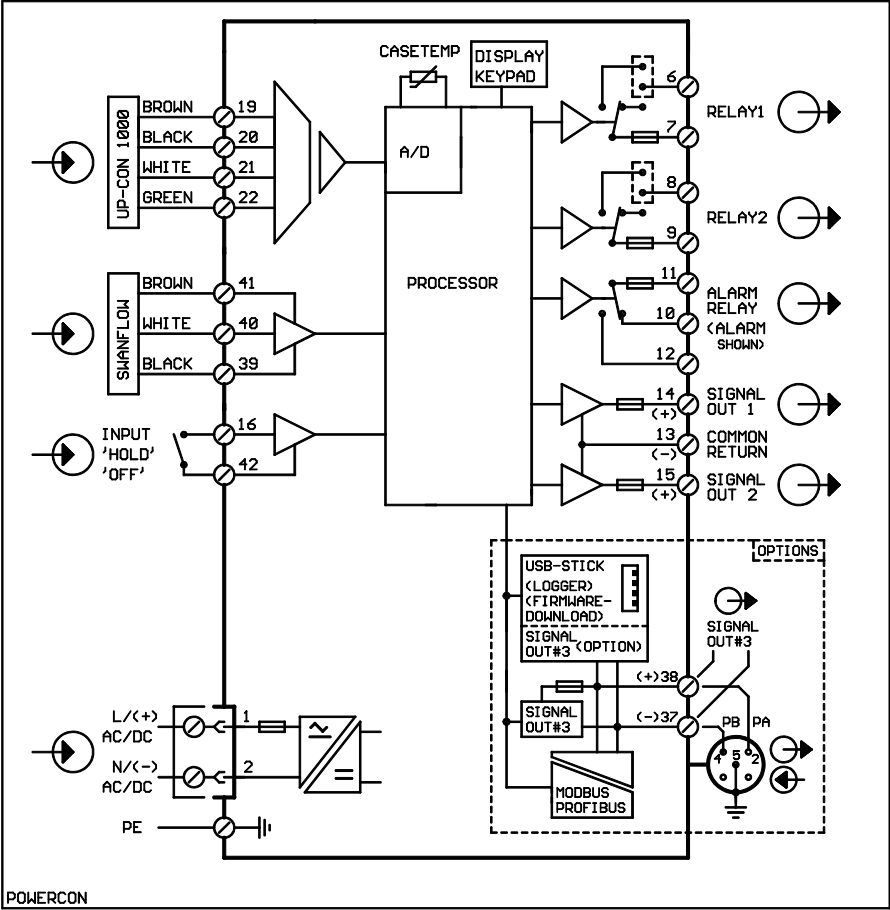 CASETEMP
DISPLAY
KEYPAD
UP-CON 1000
BROWN
19
BLACK
20
WHITE
21
GREEN
22
A/D
PROCESSOR
6
RELAY1
7
8
RELAY2
9
SWANFLOW
BROWN
41
WHITE
40
BLACK
39
11
ALARM
RELAY
10
(ALARM
SHOWN)
12
INPUT
'HOLD'
'OFF'
16
42
14
(+)
SIGNAL
OUT 1
13
(-)
COMMON
RETURN
15
(+)
SIGNAL
OUT 2
OPTIONS
USB-STICK
(LOGGER)
(FIRMWARE-
DOWNLOAD)
SIGNAL
OUT#3 (OPTION)
SIGNAL
OUT#3
(+)38
SIGNAL
OUT#3
(-)37
PB PA
4 5 2
MODBUS
PROFIBUS
L/(+)
AC/DC
1
N/(-)
AC/DC
2
PE
POWERCON